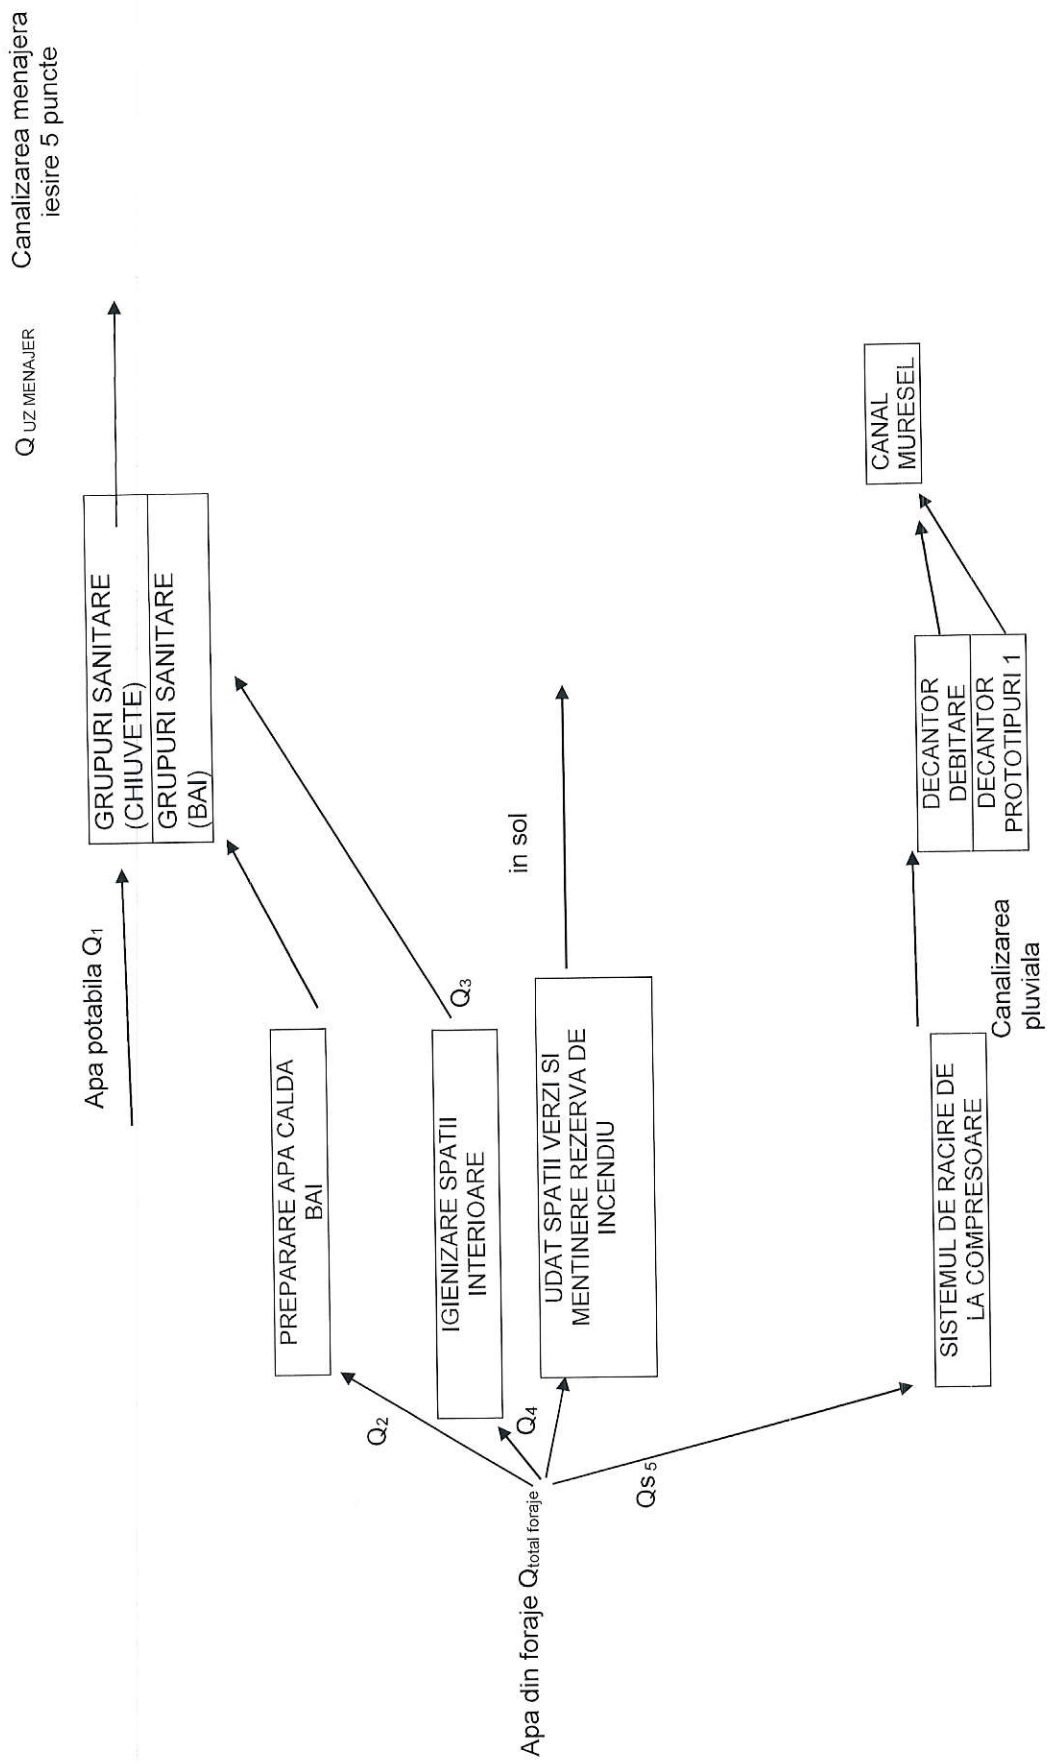 Canalizarea menajera
iesire 5 puncte
Q UZ MENAJER
Apa potabila Q1
GRUPURI SANITARE
(CHIUVETE)
GRUPURI SANITARE
(BAI)
PREPARARE APA CALDA
BAI
Q2
IGIENIZARE SPATII
INTERIOARE
Q3
Apa din foraje Qtotal foraje
Q4
UDAT SPATII VERZI SI
MENTINERE REZERVA DE
INCENDIU
in sol
Qs 5
SISTEMUL DE RACIRE DE
LA COMPRESOARE
Canalizarea
pluviala
DECANTOR
DEBITARE
DECANTOR
PROTOTIPURI 1
CANAL
MURESEL